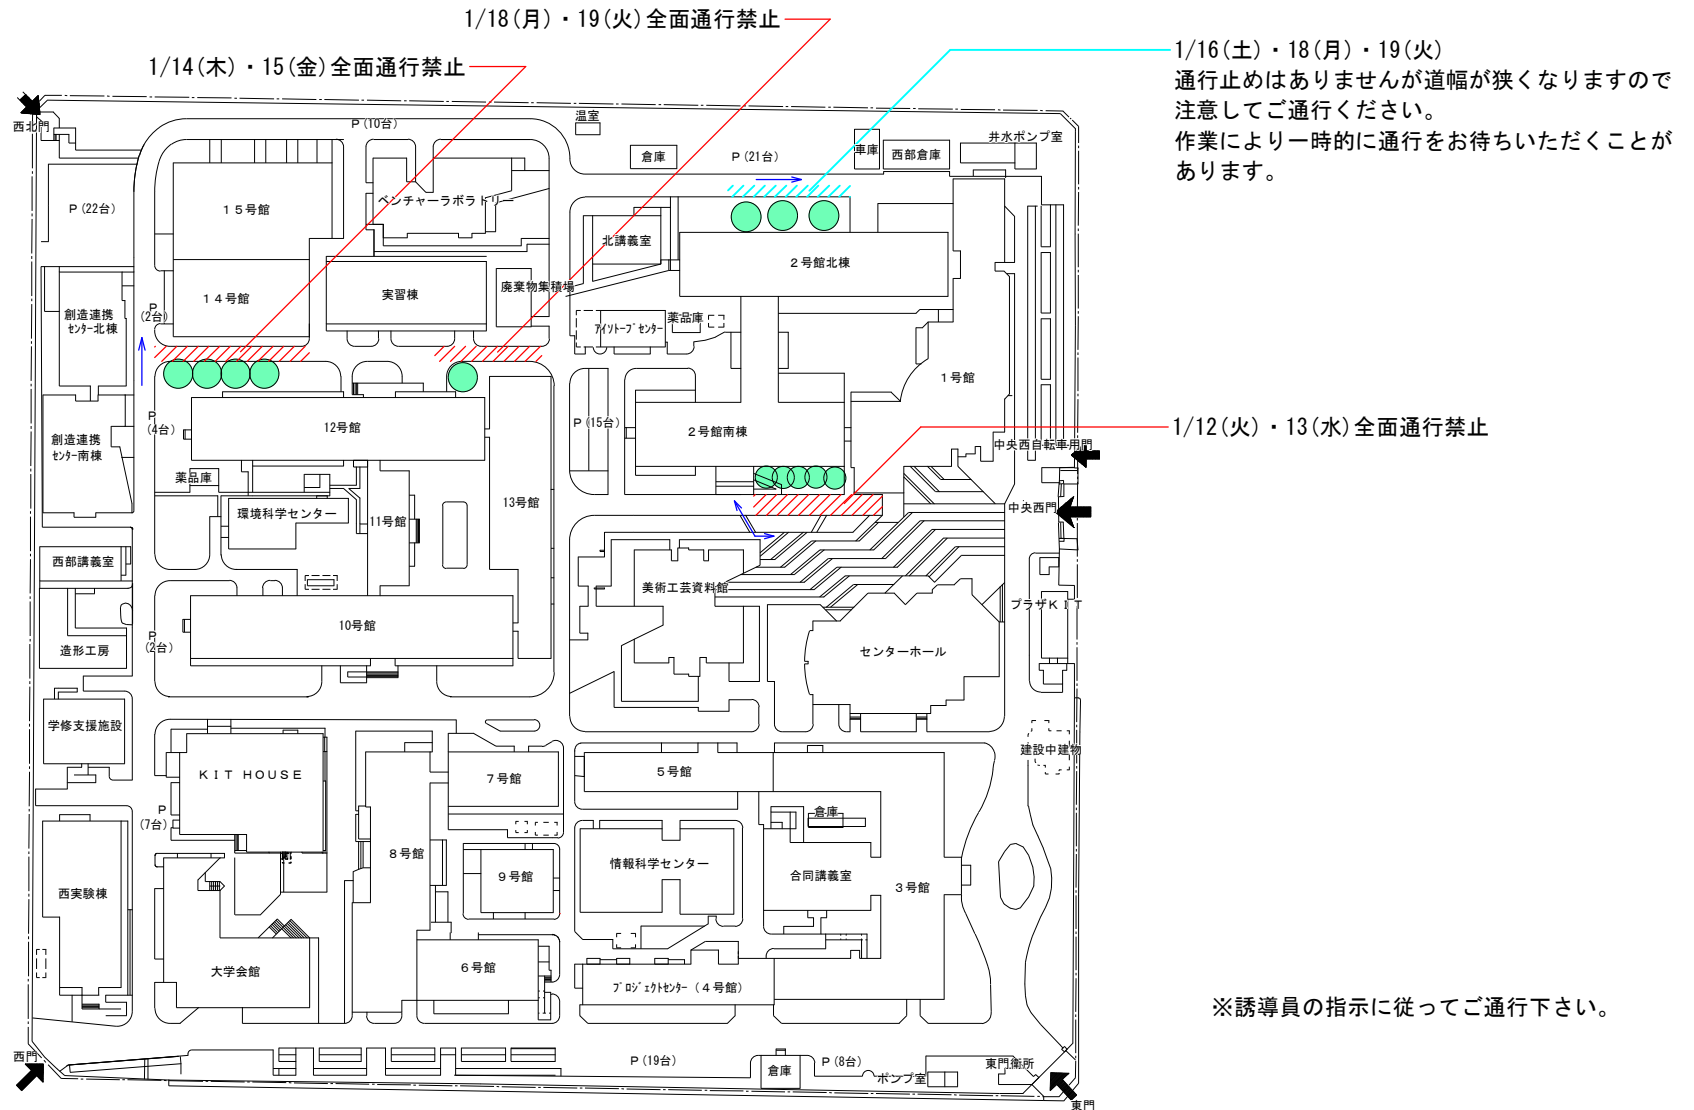 1/18(月)・19(火)全面通行禁止
1/14(木)・15(金)全面通行禁止
1/16(土)・18(月)・19(火)
通行止めはありませんが道幅が狭くなりますので
注意してご通行ください。
作業により一時的に通行をお待ちいただくことが
あります。
西北門
P(10台)
温室
倉庫
P(21台)
車庫
西部倉庫
井水ポンプ室
P(22台)
15号館
ベンチャーラボラトリー
北講義室
2号館北棟
14号館
実習棟
廃棄物集積場
P
(2台)
創造連携
センター北棟
アイソトープセンター
薬品庫
1号館
P
(4台)
12号館
P(15台)
2号館南棟
1/12(火)・13(水)全面通行禁止
中央西自転車用門
創造連携
センター南棟
薬品庫
環境科学センター
11号館
13号館
中央西門
西部講義室
美術工芸資料館
プラザKIT
10号館
P
(2台)
造形工房
センターホール
学修支援施設
建設中建物
KIT HOUSE
7号館
5号館
P
(7台)
倉庫
8号館
9号館
情報科学センター
合同講義室
3号館
西実験棟
大学会館
6号館
プロジェクトセンター(4号館)
※誘導員の指示に従ってご通行下さい。
西門
P(19台)
倉庫
P(8台)
ポンプ室
東門衛所
東門